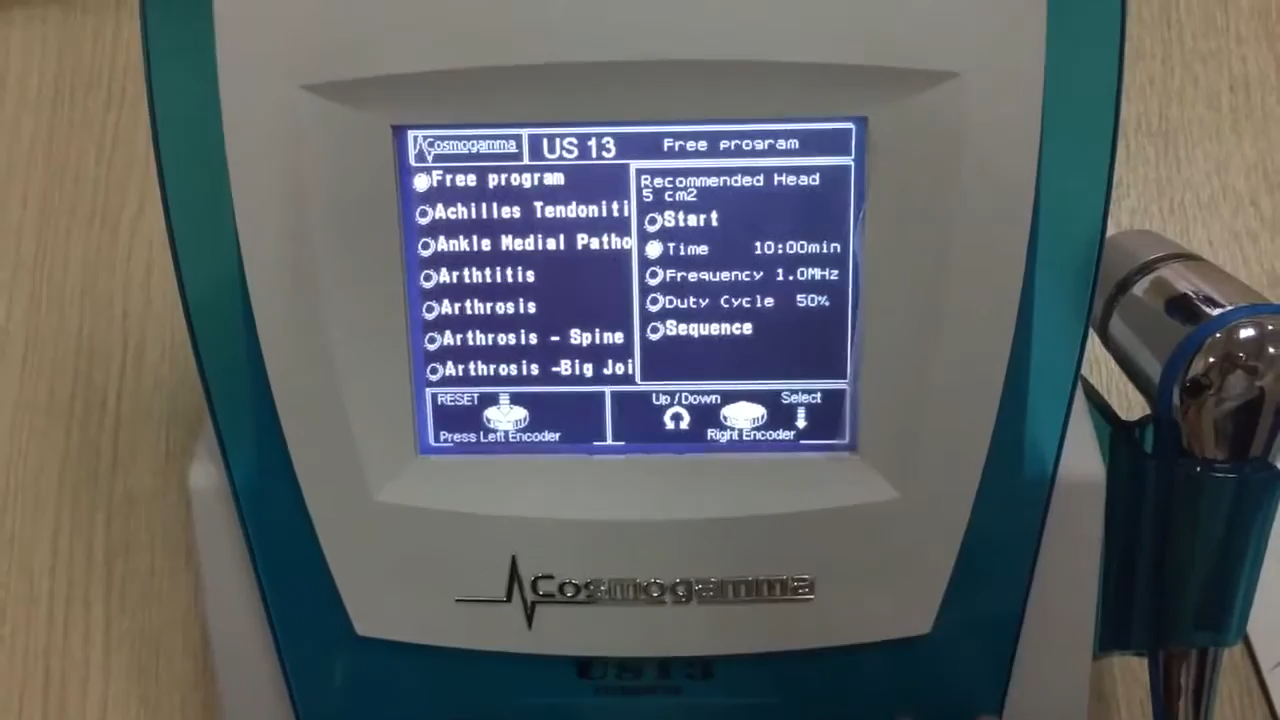 Cosmogamma US 13 Free program
Free program
Achilles Tendoniti
Ankle Medial Patho
Arthtitis
Arthrosis
Arthrosis - Spine
Arthrosis -Big Joi
Recommended Head
5 cm2
Start
Time 10:00min
Frequency 1.0MHz
Duty Cycle 50%
Sequence
RESET
Press Left Encoder
Up / Down Select
Right Encoder
Cosmogamma
US13